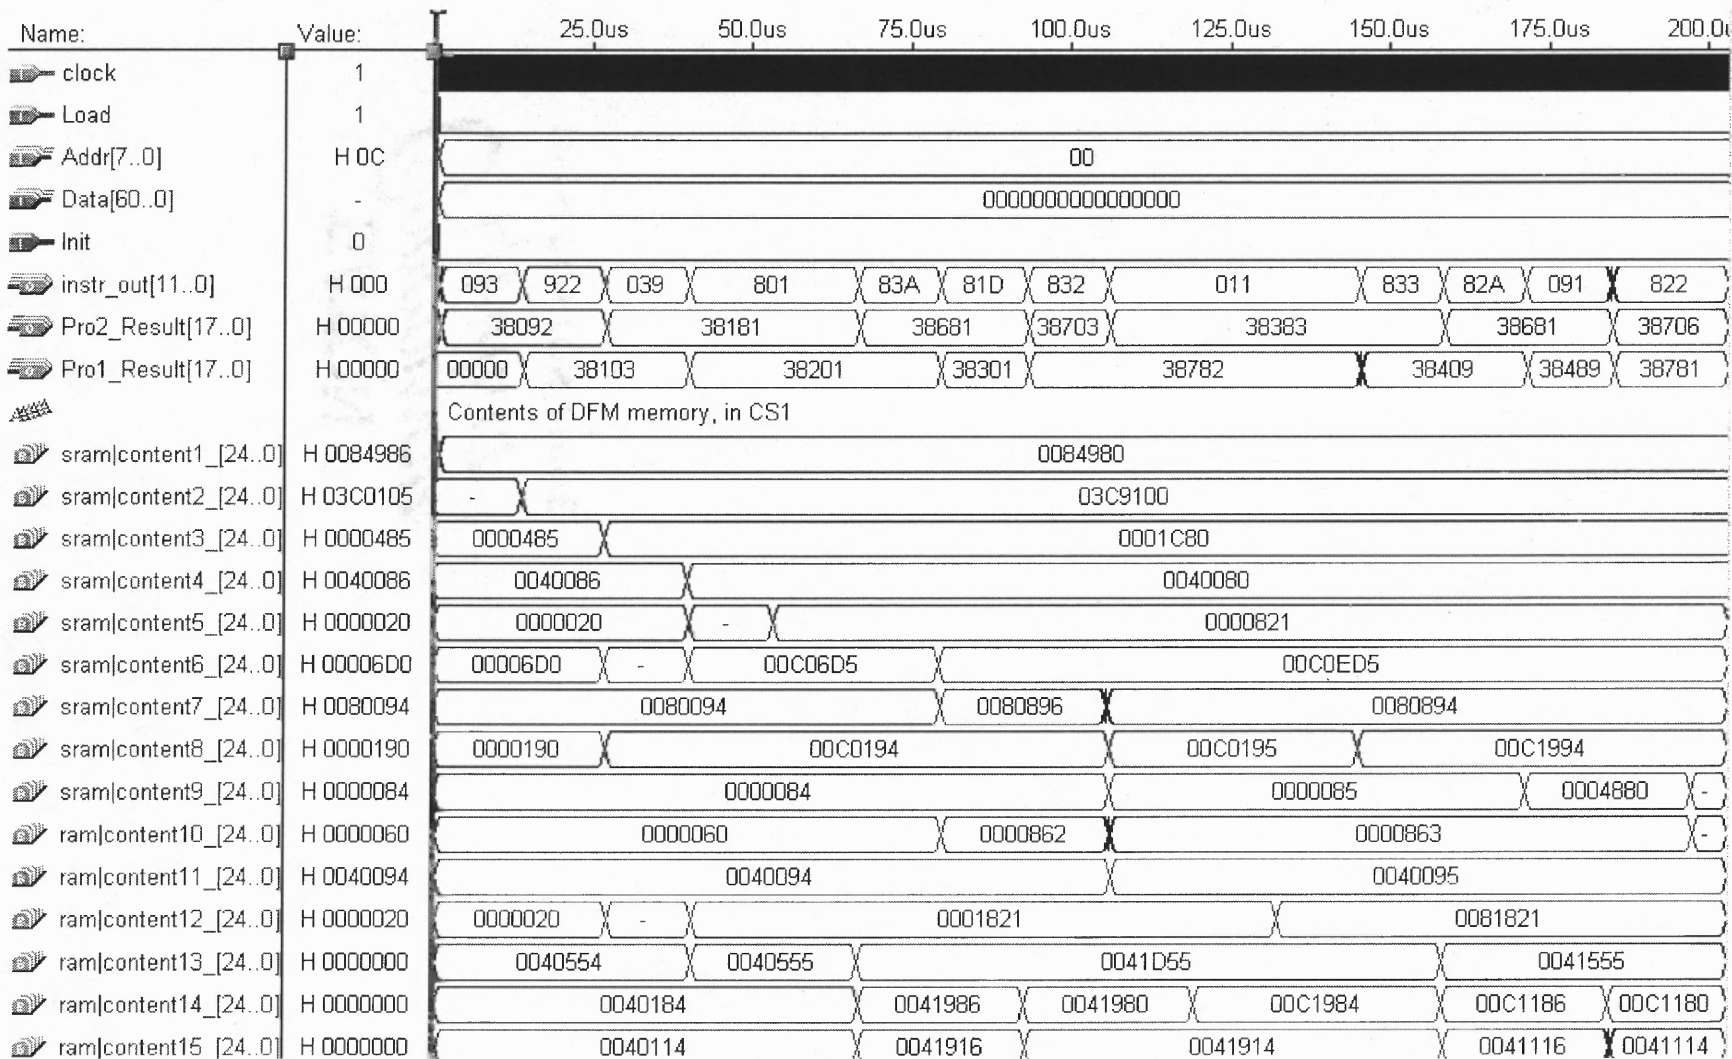 Name: Value: 25.0us 50.0us 75.0us 100.0us 125.0us 150.0us 175.0us 200.0u
clock 1
Load 1
Addr[7..0] H 0C 00
Data[60..0] - 0000000000000000
Init 0
instr_out[11..0] H 000 093 922 039 801 83A 81D 832 011 833 82A 091 822
Pro2_Result[17..0] H 00000 38092 38181 38681 38703 38383 38681 38706
Pro1_Result[17..0] H 00000 00000 38103 38201 38301 38782 38409 38489 38781
Contents of DFM memory, in CS1
sram|content1_[24..0] H 0084986 0084980
sram|content2_[24..0] H 03C0105 - 03C9100
sram|content3_[24..0] H 0000485 0000485 0001C80
sram|content4_[24..0] H 0040086 0040086 0040080
sram|content5_[24..0] H 0000020 0000020 - 0000821
sram|content6_[24..0] H 00006D0 00006D0 - 00C06D5 00C0ED5
sram|content7_[24..0] H 0080094 0080094 0080896 0080894
sram|content8_[24..0] H 0000190 0000190 00C0194 00C0195 00C1994
sram|content9_[24..0] H 0000084 0000084 0000085 0004880 -
ram|content10_[24..0] H 0000060 0000060 0000862 0000863 -
ram|content11_[24..0] H 0040094 0040094 0040095
ram|content12_[24..0] H 0000020 0000020 - 0001821 0081821
ram|content13_[24..0] H 0000000 0040554 0040555 0041D55 0041555
ram|content14_[24..0] H 0000000 0040184 0041986 0041980 00C1984 00C1186 00C1180
ram|content15_[24..0] H 0000000 0040114 0041916 0041914 0041116 0041114